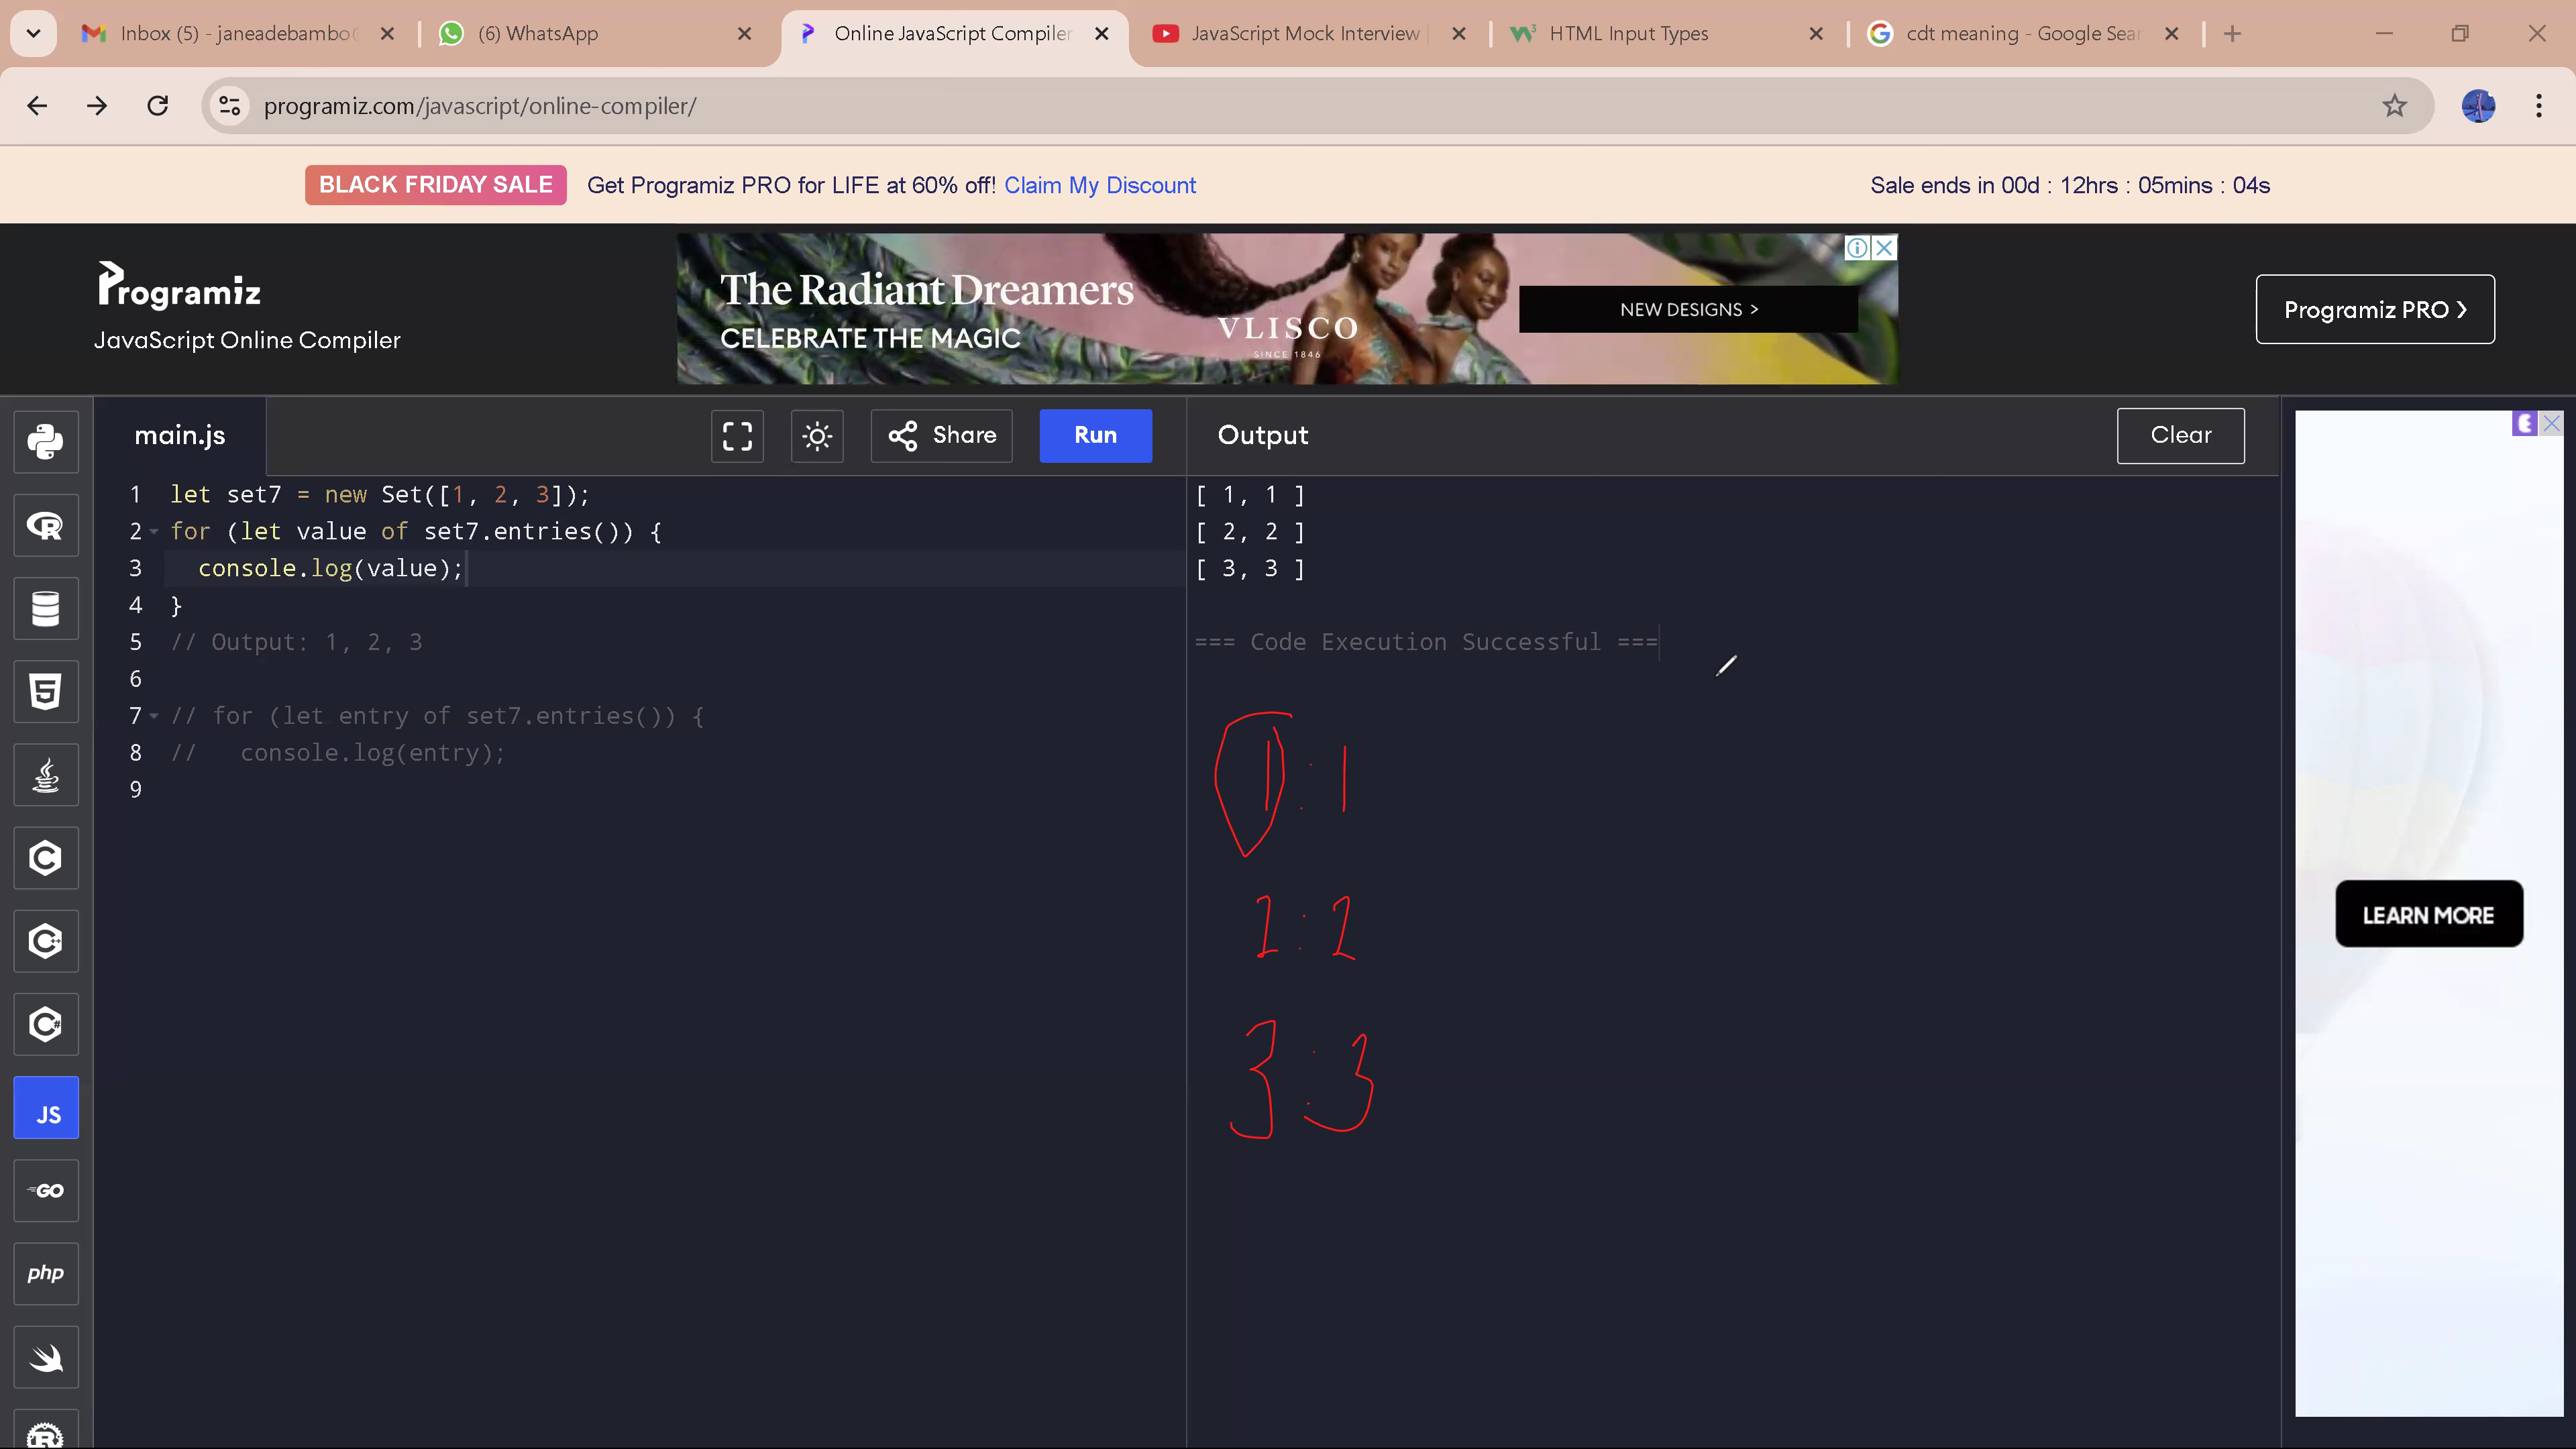 Inbox (5) - janeadebambo
(6) WhatsApp
Online JavaScript Compiler
JavaScript Mock Interview
HTML Input Types
cdt meaning - Google Sear
programiz.com/javascript/online-compiler/
BLACK FRIDAY SALE
Get Programiz PRO for LIFE at 60% off! Claim My Discount
Sale ends in 00d : 12hrs : 05mins : 04s
Programiz
JavaScript Online Compiler
The Radiant Dreamers
CELEBRATE THE MAGIC
VLISCO
SINCE 1846
NEW DESIGNS >
Programiz PRO >
main.js
Share
Run
Output
Clear
1 let set7 = new Set([1, 2, 3]);
2 for (let value of set7.entries()) {
3 console.log(value);
4 }
5 // Output: 1, 2, 3
6
7 // for (let entry of set7.entries()) {
8 // console.log(entry);
9
[ 1, 1 ]
[ 2, 2 ]
[ 3, 3 ]
=== Code Execution Successful ===
1 : 1
2 : 2
3 : 3
JS
GO
php
LEARN MORE